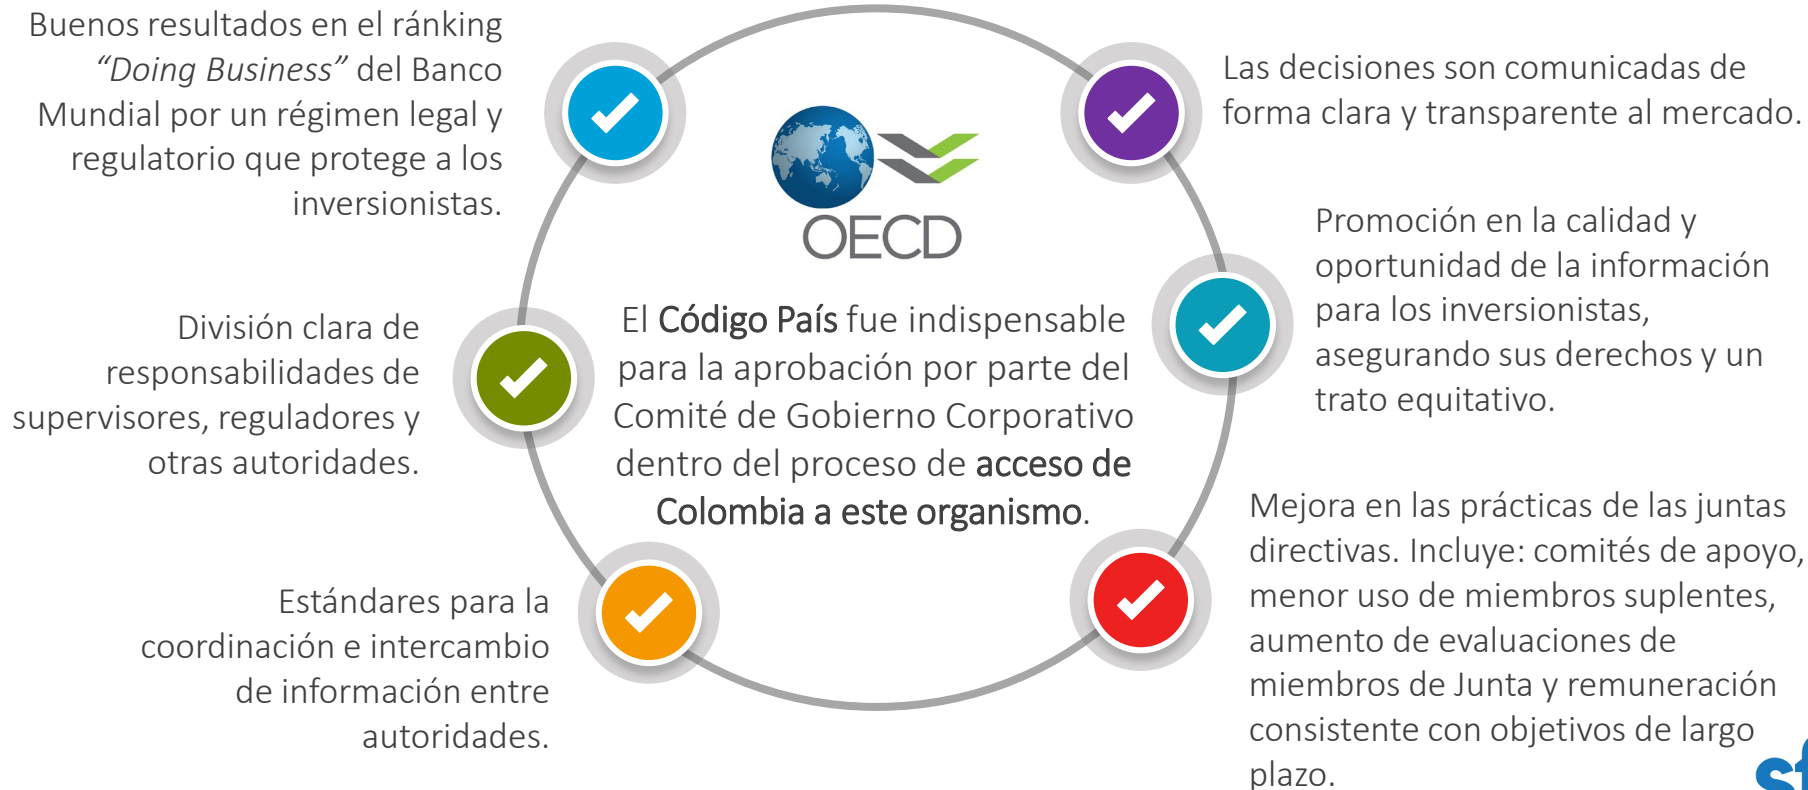 Buenos resultados en el ránking
“Doing Business” del Banco
Mundial por un régimen legal y
regulatorio que protege a los
inversionistas.
División clara de
responsabilidades de
supervisores, reguladores y
otras autoridades.
Estándares para la
coordinación e intercambio
de información entre
autoridades.
OECD
El Código País fue indispensable
para la aprobación por parte del
Comité de Gobierno Corporativo
dentro del proceso de acceso de
Colombia a este organismo.
Las decisiones son comunicadas de
forma clara y transparente al mercado.
Promoción en la calidad y
oportunidad de la información
para los inversionistas,
asegurando sus derechos y un
trato equitativo.
Mejora en las prácticas de las juntas
directivas. Incluye: comités de apoyo,
menor uso de miembros suplentes,
aumento de evaluaciones de
miembros de Junta y remuneración
consistente con objetivos de largo
plazo.